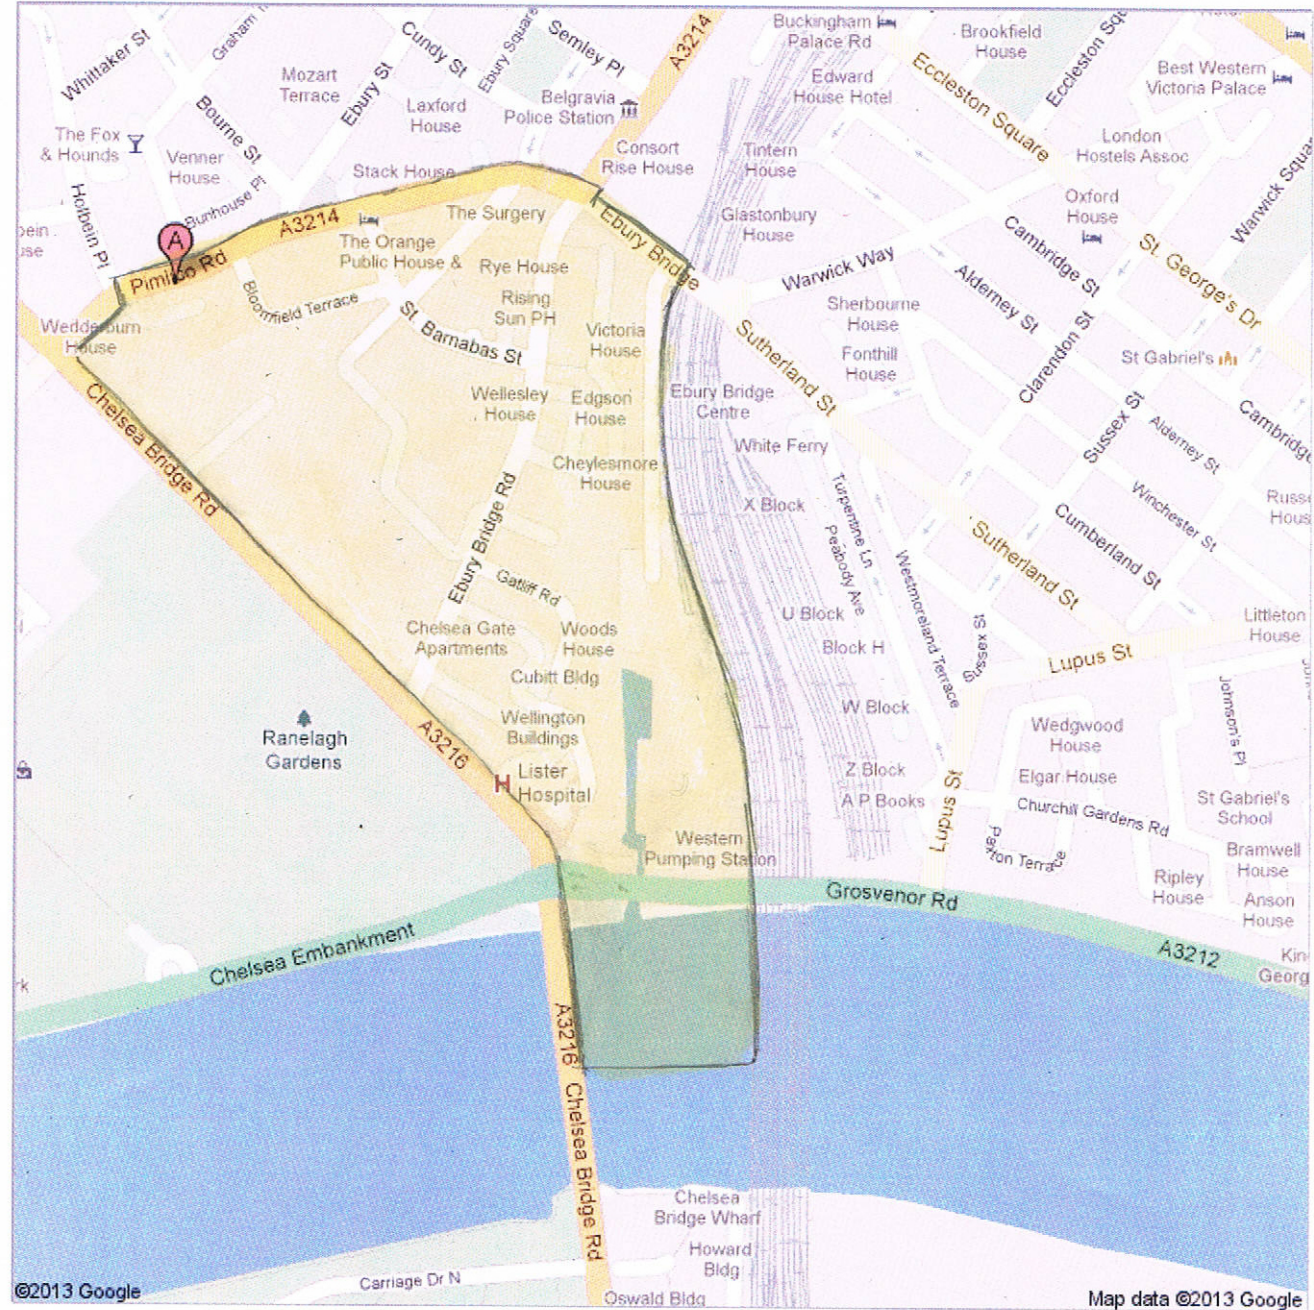 Whittaker St
Graham T
Cundy St
Ebury Square
Semley Pl
A3214
Buckingham
Palace Rd
Brookfield
House
Eccleston Sq
Eccleston Square
Best Western
Victoria Palace
Mozart
Terrace
Ebury St
Laxford
House
Belgravia
Police Station
Edward
House Hotel
The Fox
& Hounds
Bourne St
Venner
House
Stack House
Consort
Rise House
Tintern
House
London
Hostels Assoc
Warwick Squa
Holbein Pl
Bunhouse Pl
A3214
The Surgery
Ebury Bridge
Glastonbury
House
Oxford
House
Cambridge St
St. George's Dr
bein
use
A
Pimlico Rd
The Orange
Public House &
Rye House
Warwick Way
Alderney St
Wedderburn
House
Bloomfield Terrace
St. Barnabas St
Rising
Sun PH
Victoria
House
Sutherland St
Sherbourne
House
Fonthill
House
Clarendon St
St Gabriel's
Chelsea Bridge Rd
Wellesley
House
Edgson
House
Ebury Bridge
Centre
White Ferry
Sussex St
Alderney St
Cambridge
Cheylesmore
House
Ebury Bridge Rd
X Block
Turpentine Ln
Peabody Ave
Winchester St
Russ
Hous
Cumberland St
Sutherland St
Gatliff Rd
Westmoreland Terrace
Chelsea Gate
Apartments
Woods
House
U Block
Block H
Sussex St
Lupus St
Littleton
House
Cubitt Bldg
Wellington
Buildings
W Block
Wedgwood
House
Johnson's Pl
Ranelagh
Gardens
A3216
H
Lister
Hospital
Z Block
A P Books
Lupus St
Elgar House
Churchill Gardens Rd
St Gabriel's
School
Western
Pumping Station
Paxton Terrace
Bramwell
House
Ripley
House
Anson
House
Grosvenor Rd
Chelsea Embankment
A3212
Kin
Georg
rk
A3216
Chelsea Bridge Rd
Chelsea
Bridge Wharf
Howard
Bldg
Carriage Dr N
Oswald Bldg
©2013 Google
Map data ©2013 Google